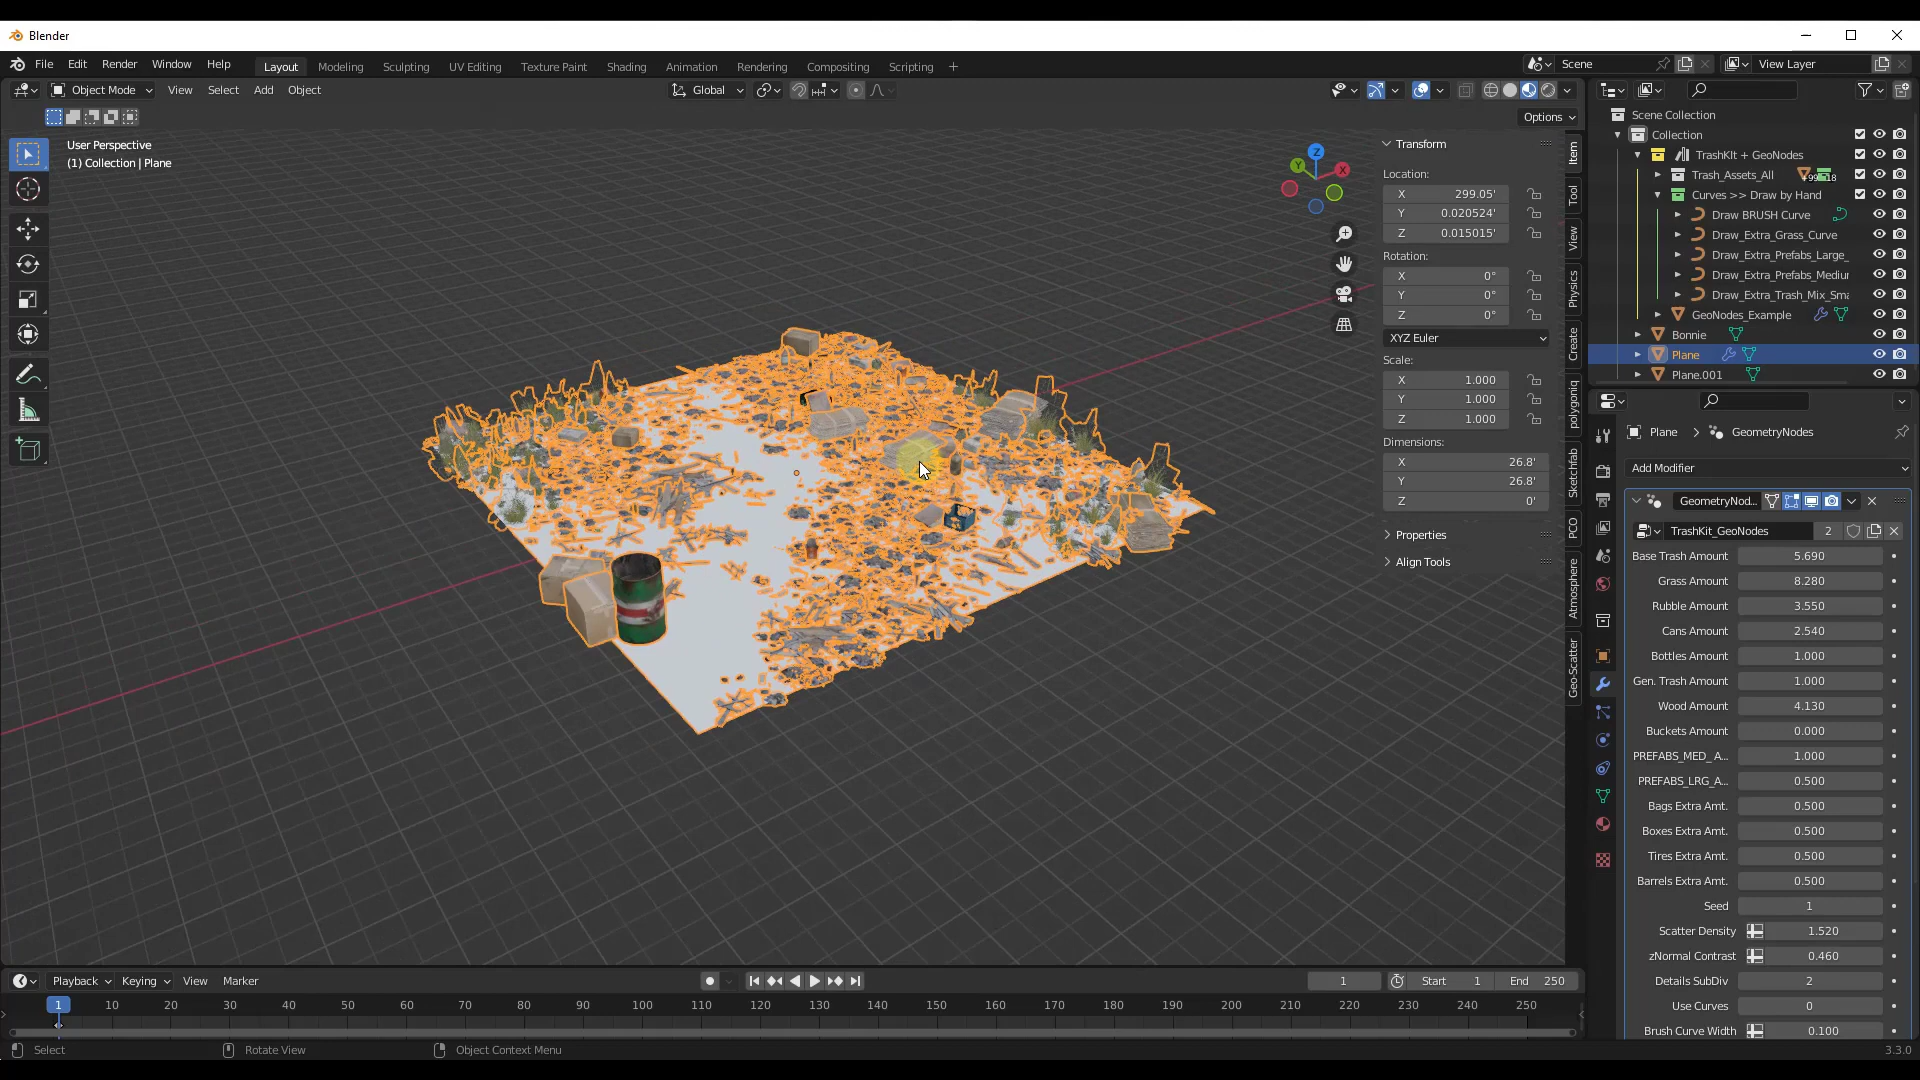 Blender
File Edit Render Window Help
Layout Modeling Sculpting UV Editing Texture Paint Shading Animation Rendering Compositing Scripting +
Scene
View Layer
Object Mode View Select Add Object
Global
Options
User Perspective
(1) Collection | Plane
Z
Y
X
Transform
Location:
X 299.05'
Y 0.020524'
Z 0.015015'
Rotation:
X 0°
Y 0°
Z 0°
XYZ Euler
Scale:
X 1.000
Y 1.000
Z 1.000
Dimensions:
X 26.8'
Y 26.8'
Z 0'
Properties
Align Tools
Item
Tool
View
Physics
Create
polygoniq
Sketchfab
PCO
Atmosphere
Geo-Scatter
Scene Collection
Collection
TrashKIt + GeoNodes
Trash_Assets_All
Curves >> Draw by Hand
Draw BRUSH Curve
Draw_Extra_Grass_Curve
Draw_Extra_Prefabs_Large_
Draw_Extra_Prefabs_Mediur
Draw_Extra_Trash_Mix_Sma
GeoNodes_Example
Bonnie
Plane
Plane.001
Plane > GeometryNodes
Add Modifier
GeometryNod...
TrashKit_GeoNodes 2
Base Trash Amount 5.690
Grass Amount 8.280
Rubble Amount 3.550
Cans Amount 2.540
Bottles Amount 1.000
Gen. Trash Amount 1.000
Wood Amount 4.130
Buckets Amount 0.000
PREFABS_MED_ A... 1.000
PREFABS_LRG_A... 0.500
Bags Extra Amt. 0.500
Boxes Extra Amt. 0.500
Tires Extra Amt. 0.500
Barrels Extra Amt. 0.500
Seed 1
Scatter Density 1.520
zNormal Contrast 0.460
Details SubDiv 2
Use Curves 0
Brush Curve Width 0.100
Playback Keying View Marker
1 Start 1 End 250
1 10 20 30 40 50 60 70 80 90 100 110 120 130 140 150 160 170 180 190 200 210 220 230 240 250
Select Rotate View Object Context Menu
3.3.0